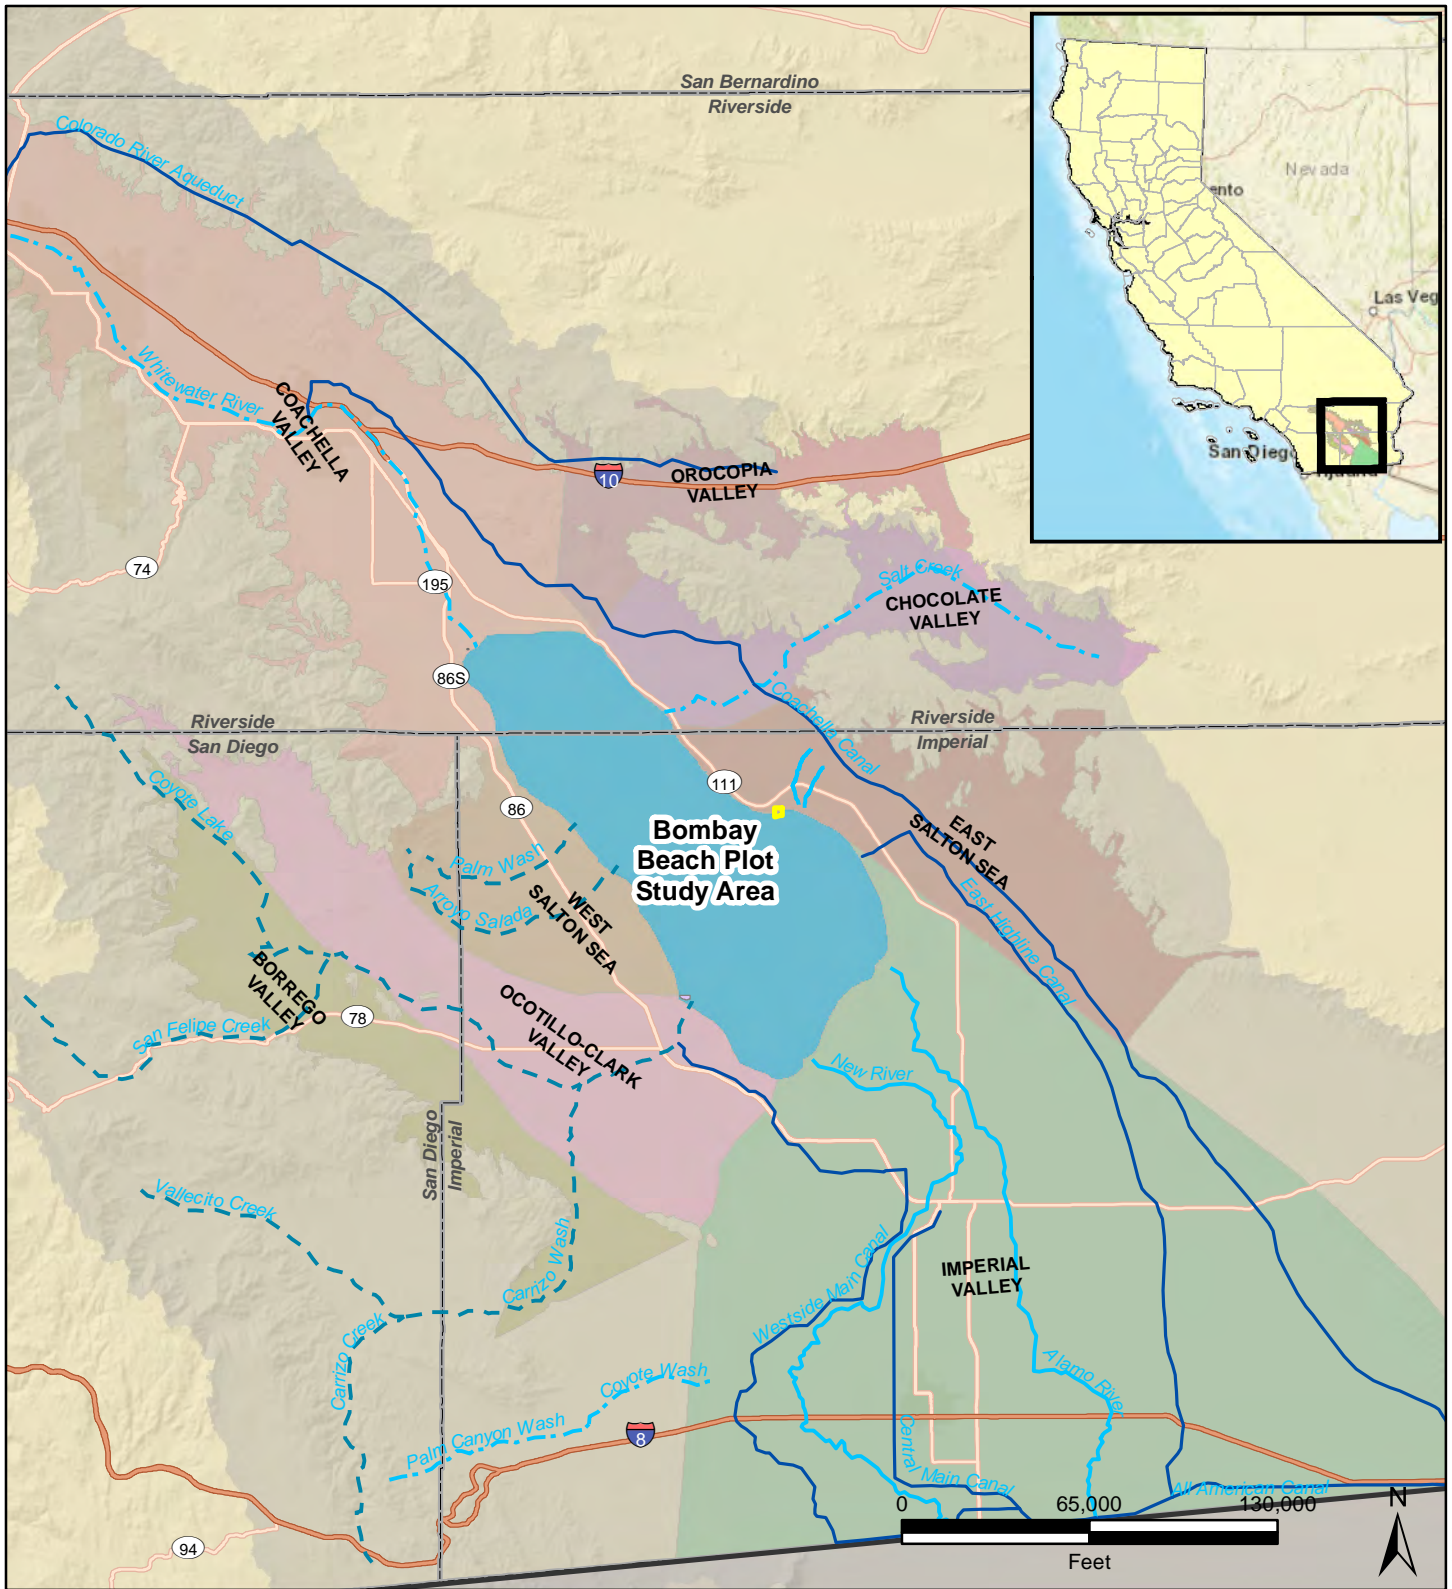 San Bernardino
Riverside
Colorado River Aqueduct
Nevada
ento
Las Veg
San Diego
Whitewater River
COACHELLA
VALLEY
10
OROCOPIA
VALLEY
74
195
Salt Creek
CHOCOLATE
VALLEY
86S
Coachella Canal
Riverside
San Diego
Riverside
Imperial
Coyote Lake
111
86
Bombay
Beach Plot
Study Area
EAST
SALTON SEA
Palm Wash
Arroyo Salada
WEST
SALTON SEA
East Highline Canal
BORREGO
VALLEY
78
San Felipe Creek
OCOTILLO-CLARK
VALLEY
New River
San Diego
Imperial
Vallecito Creek
Carrizo Wash
Westside Main Canal
IMPERIAL
VALLEY
Carrizo Creek
Alamo River
Coyote Wash
Palm Canyon Wash
8
Central Main Canal
All American Canal
0 65,000 130,000
Feet
N
94